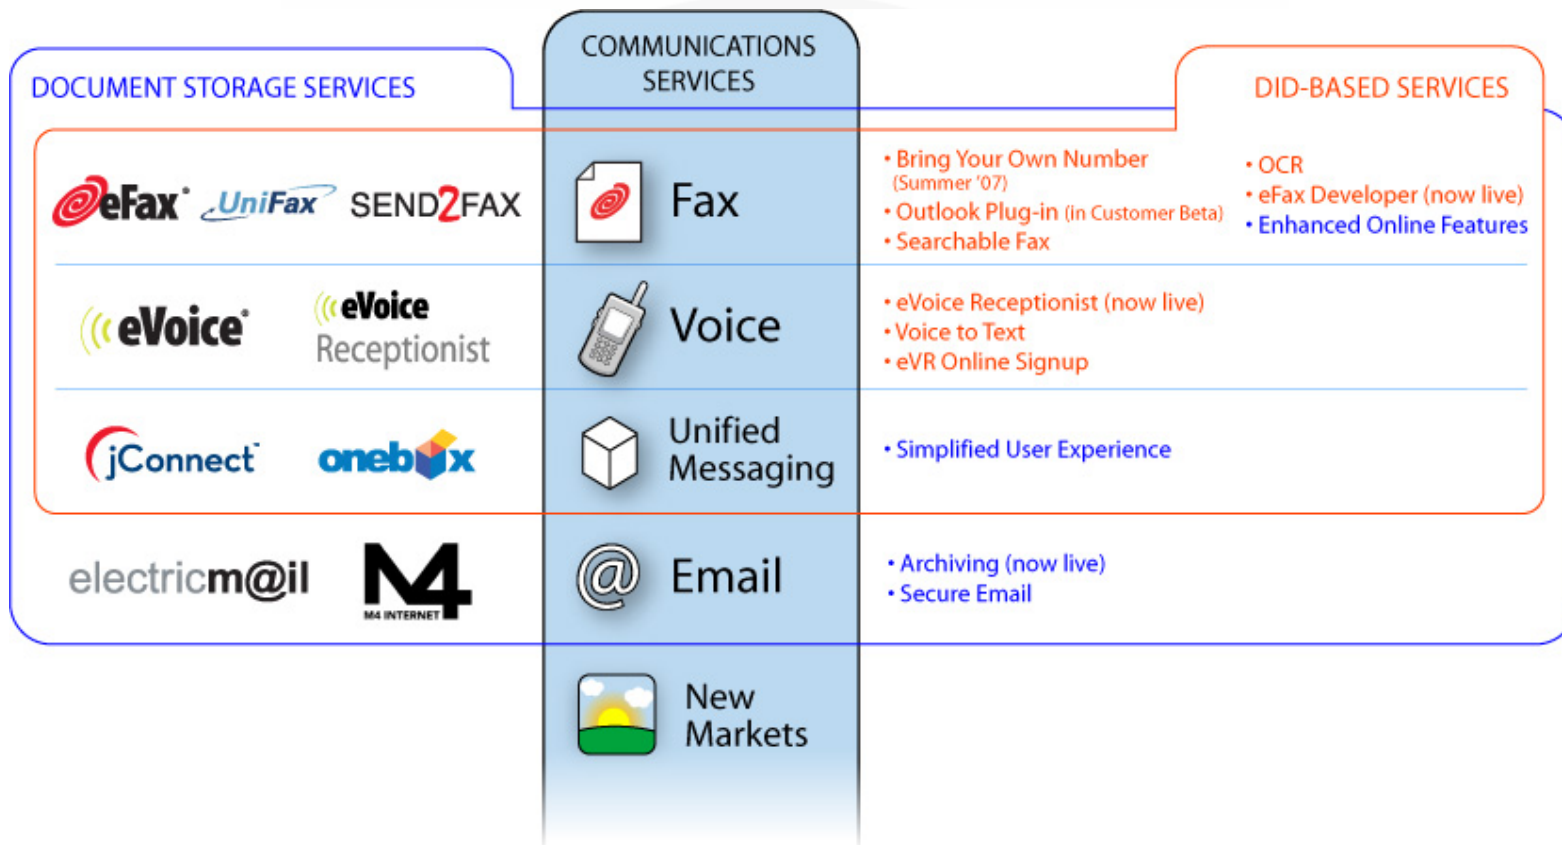 COMMUNICATIONS
SERVICES
DOCUMENT STORAGE SERVICES
DID-BASED SERVICES
eFax®
UniFax
SEND2FAX
Fax
• Bring Your Own Number
(Summer '07)
• Outlook Plug-in (in Customer Beta)
• Searchable Fax
• OCR
• eFax Developer (now live)
• Enhanced Online Features
eVoice®
eVoice
Receptionist
Voice
• eVoice Receptionist (now live)
• Voice to Text
• eVR Online Signup
jConnect™
onebox
Unified
Messaging
• Simplified User Experience
electricm@il
M4
M4 INTERNET
@
Email
• Archiving (now live)
• Secure Email
New
Markets